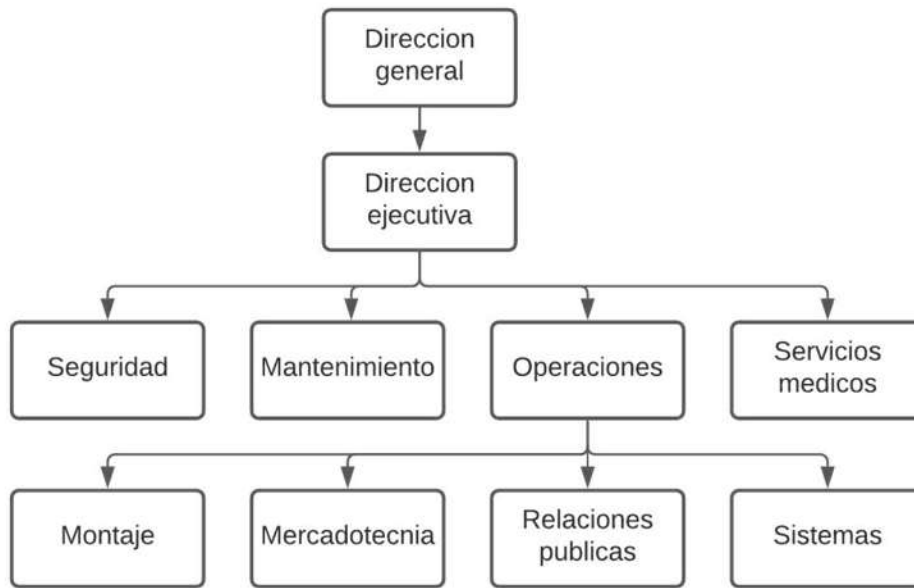 Direccion
general
Direccion
ejecutiva
Seguridad
Mantenimiento
Operaciones
Servicios
medicos
Montaje
Mercadotecnia
Relaciones
publicas
Sistemas